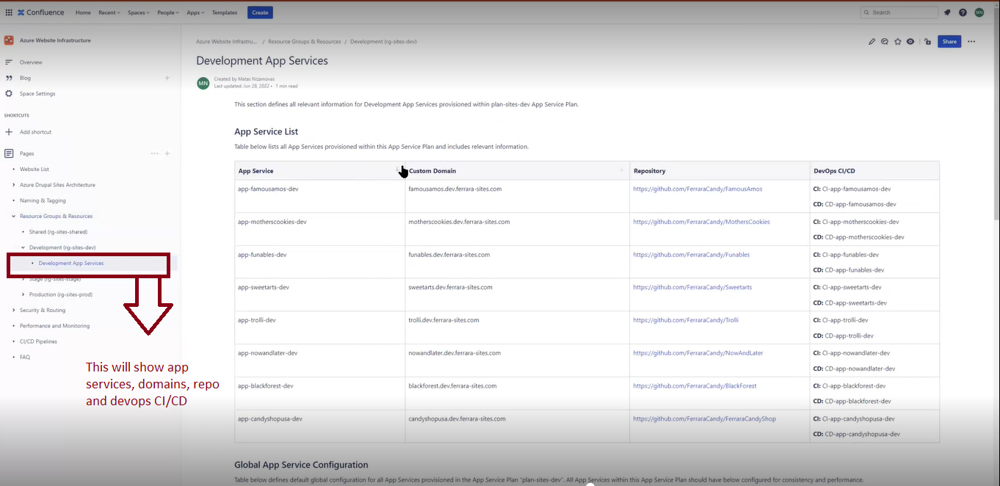 Confluence Home Recent Spaces People Apps Templates Create Search MN
Azure Website Infrastructure
Overview
Blog
Space Settings
SHORTCUTS
Add shortcut
Pages
Website List
Azure Drupal Sites Architecture
Naming & Tagging
Resource Groups & Resources
Shared (rg-sites-shared)
Development (rg-sites-dev)
Development App Services
Stage (rg-sites-stage)
Production (rg-sites-prod)
Security & Routing
Performance and Monitoring
CI/CD Pipelines
FAQ
This will show app
services, domains, repo
and devops CI/CD
Azure Website Infrastru... / Resource Groups & Resources / Development (rg-sites-dev)
Share
Development App Services
MN
Created by Matas Nizamovas
Last updated: Jun 28, 2022 • 1 min read
This section defines all relevant information for Development App Services provisioned within plan-sites-dev App Service Plan.
App Service List
Table below lists all App Services provisioned within this App Service Plan and includes relevant information.
App Service Custom Domain Repository DevOps CI/CD
app-famousamos-dev famousamos.dev.ferrara-sites.com https://github.com/FerraraCandy/FamousAmos CI: CI-app-famousamos-dev
CD: CD-app-famousamos-dev
app-motherscookies-dev motherscookies.dev.ferrara-sites.com https://github.com/FerraraCandy/MothersCookies CI: CI-app-motherscookies-dev
CD: CD-app-motherscookies-dev
app-funables-dev funables.dev.ferrara-sites.com https://github.com/FerraraCandy/Funables CI: CI-app-funables-dev
CD: CD-app-funables-dev
app-sweetarts-dev sweetarts.dev.ferrara-sites.com https://github.com/FerraraCandy/Sweetarts CI: CI-app-sweetarts-dev
CD: CD-app-sweetarts-dev
app-trolli-dev trolli.dev.ferrara-sites.com https://github.com/FerraraCandy/Trolli CI: CI-app-trolli-dev
CD: CD-app-trolli-dev
app-nowandlater-dev nowandlater.dev.ferrara-sites.com https://github.com/FerraraCandy/NowAndLater CI: CI-app-nowandlater-dev
CD: CD-app-nowandlater-dev
app-blackforest-dev blackforest.dev.ferrara-sites.com https://github.com/FerraraCandy/BlackForest CI: CI-app-blackforest-dev
CD: CD-app-blackforest-dev
app-candyshopusa-dev candyshopusa.dev.ferrara-sites.com https://github.com/FerraraCandy/FerraraCandyShop CI: CI-app-candyshopusa-dev
CD: CD-app-candyshopusa-dev
Global App Service Configuration
Table below defines default global configuration for all App Services provisioned in the App Service Plan "plan-sites-dev". All App Services within this App Service Plan should have below configured for consistency and performance.